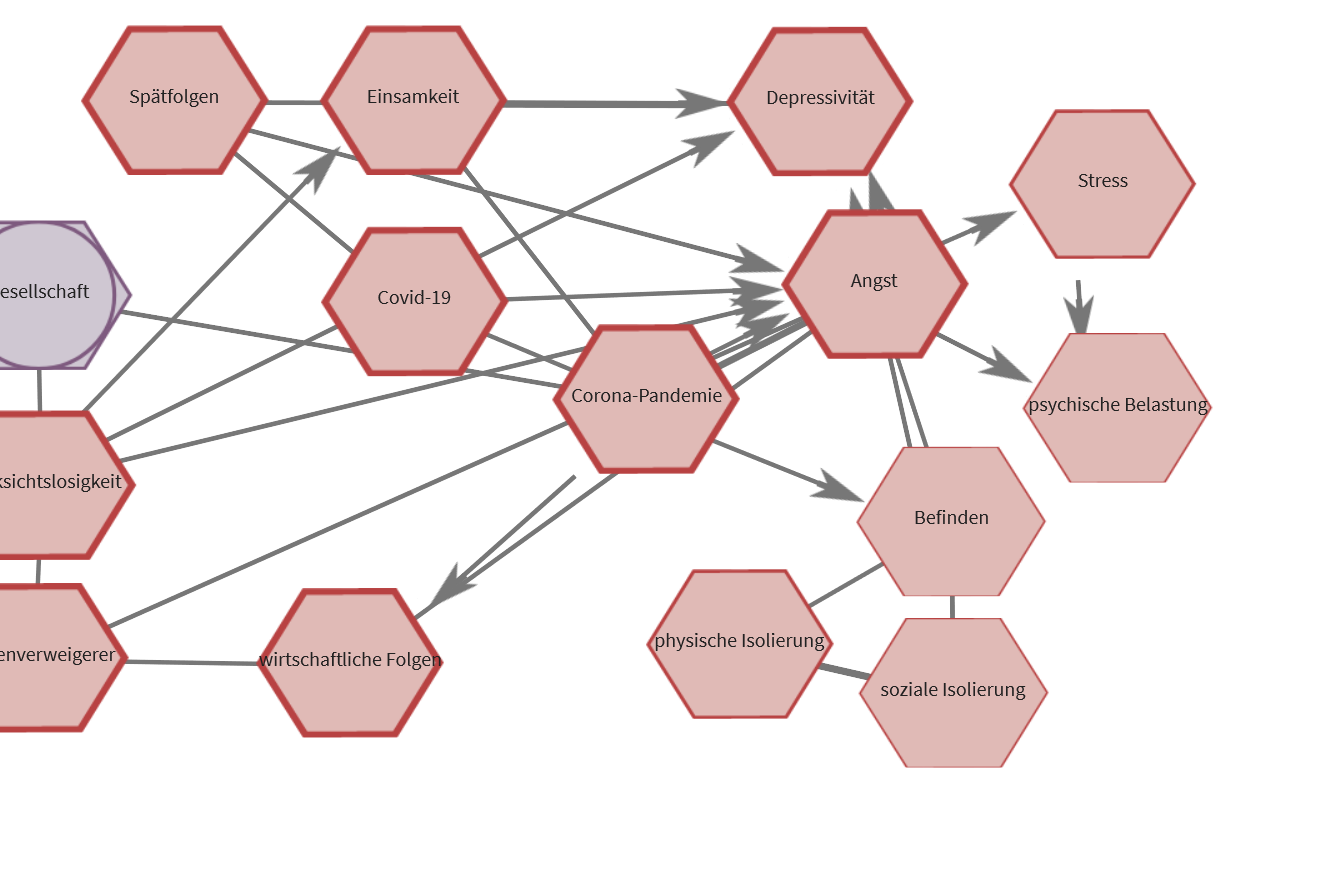 Spätfolgen
Einsamkeit
Depressivität
Stress
esellschaft
Covid-19
Angst
Corona-Pandemie
psychische Belastung
ksichtslosigkeit
Befinden
enverweigerer
wirtschaftliche Folgen
physische Isolierung
soziale Isolierung